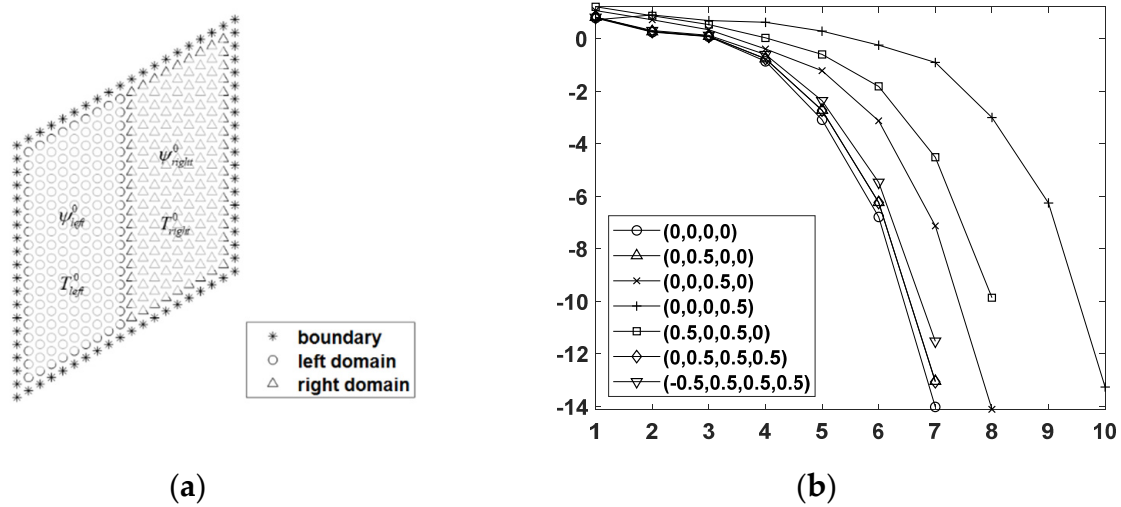 ψ⁰right
T⁰right
ψ⁰left
T⁰left
* boundary
○ left domain
△ right domain
(a)
0
-2
-4
-6
-8
-10
-12
-14
(0,0,0,0)
(0,0.5,0,0)
(0,0,0.5,0)
(0,0,0,0.5)
(0.5,0,0.5,0)
(0,0.5,0.5,0.5)
(-0.5,0.5,0.5,0.5)
1 2 3 4 5 6 7 8 9 10
(b)